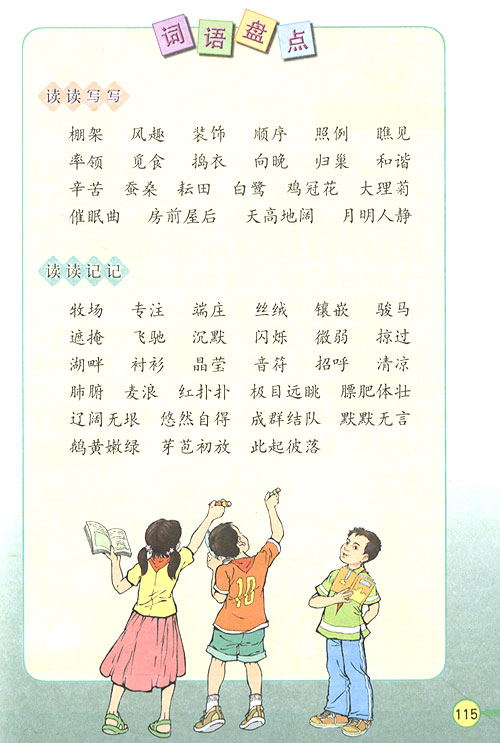 词语盘点
读读写写
棚架 风趣 装饰 顺序 照例 瞧见
率领 觅食 捣衣 向晚 归巢 和谐
辛苦 蚕桑 耘田 白鹭 鸡冠花 大理菊
催眠曲 房前屋后 天高地阔 月明人静
读读记记
牧场 专注 端庄 丝绒 镶嵌 骏马
遮掩 飞驰 沉默 闪烁 微弱 掠过
湖畔 衬衫 晶莹 音符 招呼 清凉
肺腑 麦浪 红扑扑 极目远眺 膘肥体壮
辽阔无垠 悠然自得 成群结队 默默无言
鹅黄嫩绿 芽苞初放 此起彼落
10
115